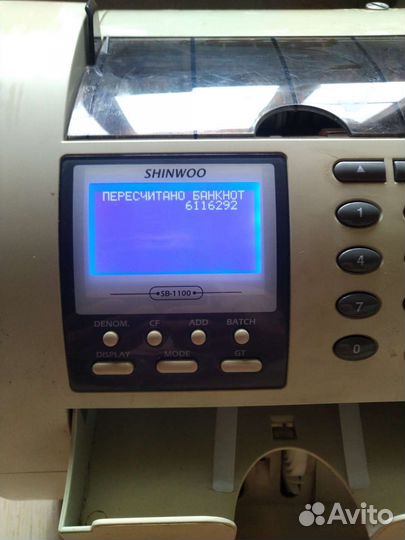 SHINWOO
ПЕРЕСЧИТАНО БАНКНОТ
6116292
SB-1100
DENOM. CF ADD BATCH
DISPLAY MODE GT
▲
1
4
7
0
Avito